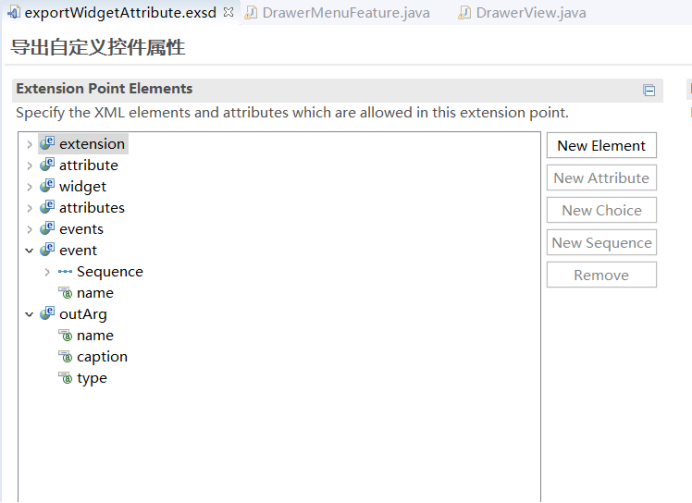 exportWidgetAttribute.exsd DrawerMenuFeature.java DrawerView.java
导出自定义控件属性
Extension Point Elements
Specify the XML elements and attributes which are allowed in this extension point.
extension
attribute
widget
attributes
events
event
Sequence
name
outArg
name
caption
type
New Element
New Attribute
New Choice
New Sequence
Remove